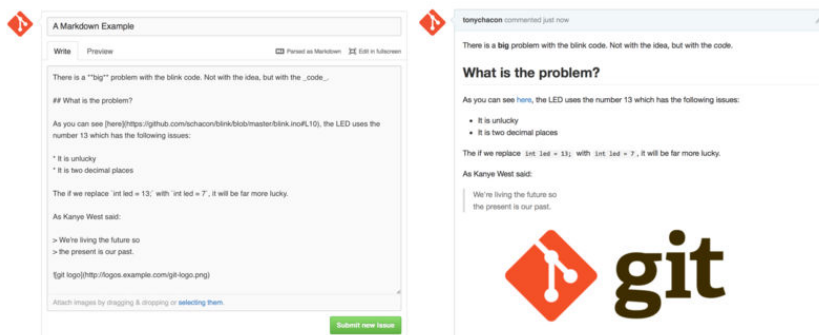 A Markdown Example
Write Preview Parsed as Markdown Edit in fullscreen
There is a **big** problem with the blink code. Not with the idea, but with the _code_.
## What is the problem?
As you can see [here](https://github.com/schacon/blink/blob/master/blink.ino#L10), the LED uses the
number 13 which has the following issues:
* It is unlucky
* It is two decimal places
The if we replace `int led = 13;` with `int led = 7`, it will be far more lucky.
As Kanye West said:
> We're living the future so
> the present is our past.
![git logo](http://logos.example.com/git-logo.png)
Attach images by dragging & dropping or selecting them.
Submit new issue
tonychacon commented just now
There is a big problem with the blink code. Not with the idea, but with the code.
What is the problem?
As you can see here, the LED uses the number 13 which has the following issues:
• It is unlucky
• It is two decimal places
The if we replace int led = 13; with int led = 7, it will be far more lucky.
As Kanye West said:
We're living the future so
the present is our past.
git